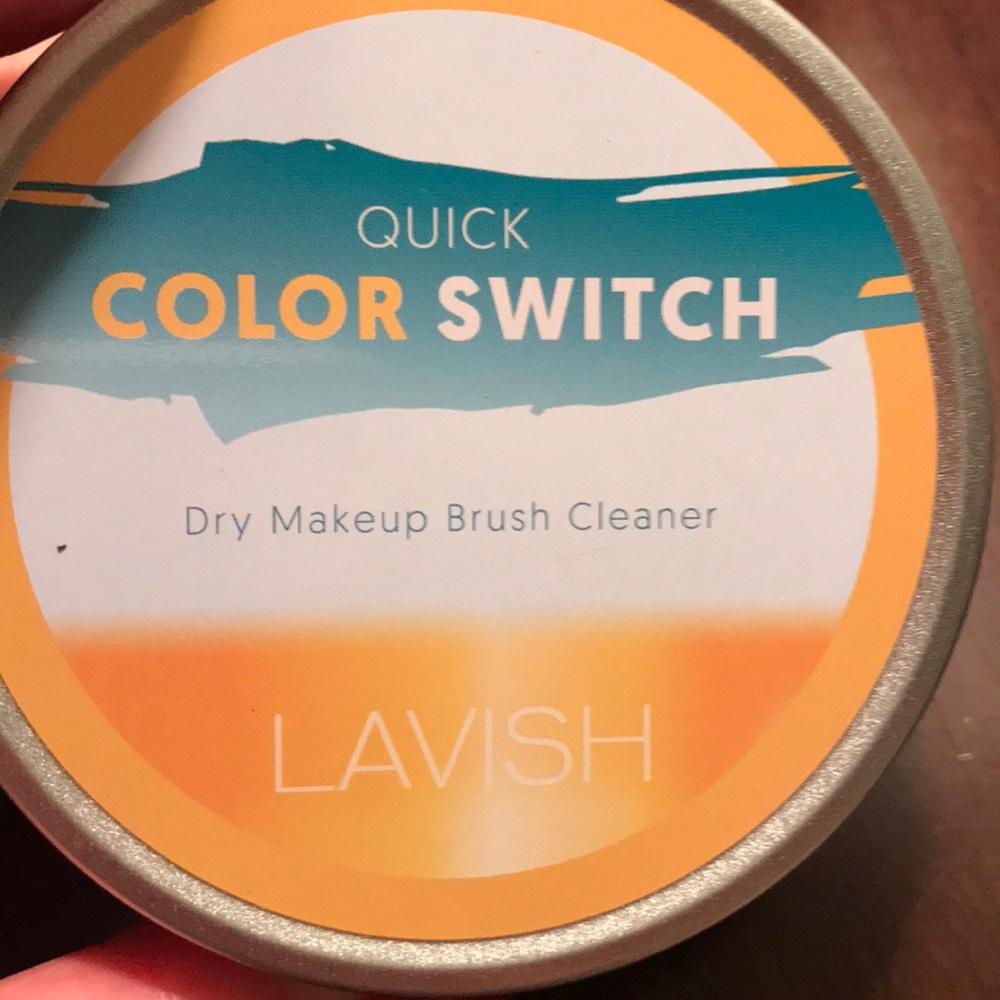 QUICK
COLOR SWITCH
Dry Makeup Brush Cleaner
LAVISH